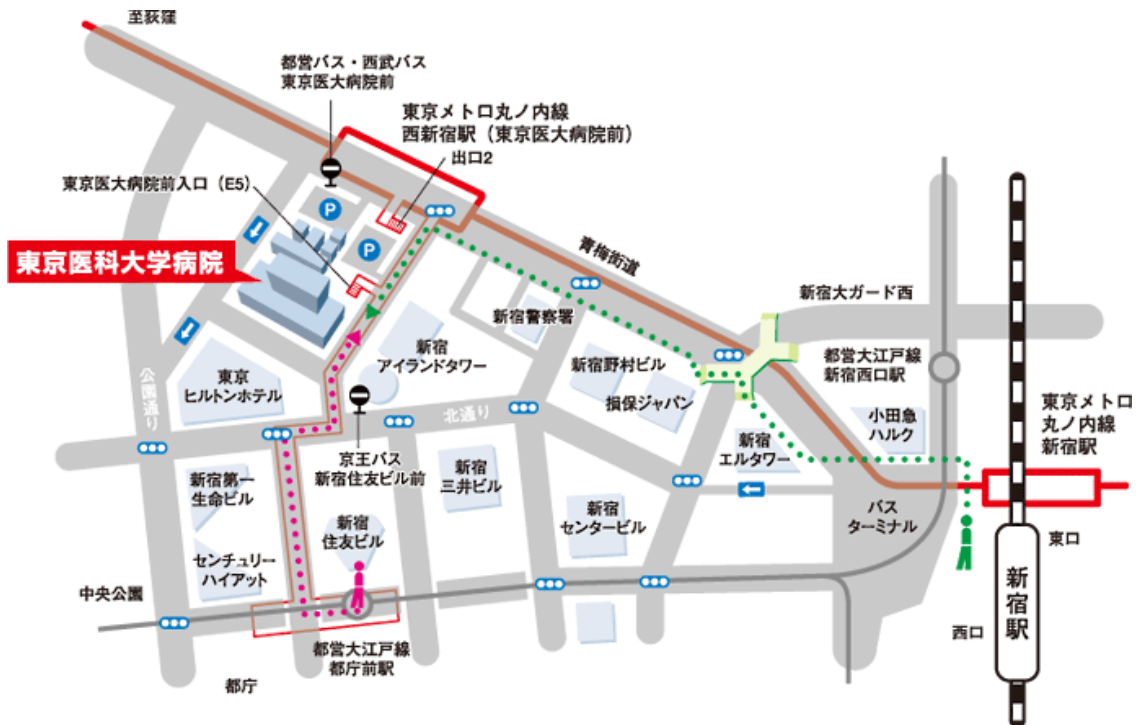 至荻窪
都営バス・西武バス
東京医大病院前
東京メトロ丸ノ内線
西新宿駅（東京医大病院前）
出口2
東京医大病院前入口（E5）
P
P
東京医科大学病院
青梅街道
新宿大ガード西
新宿警察署
新宿
アイランドタワー
新宿野村ビル
損保ジャパン
都営大江戸線
新宿西口駅
東京
ヒルトンホテル
公園通り
北通り
小田急
ハルク
東京メトロ
丸ノ内線
新宿駅
新宿
エルタワー
京王バス
新宿住友ビル前
新宿第一
生命ビル
新宿
三井ビル
新宿
住友ビル
新宿
センタービル
バス
ターミナル
東口
センチュリー
ハイアット
新宿駅
中央公園
西口
都営大江戸線
都庁前駅
都庁